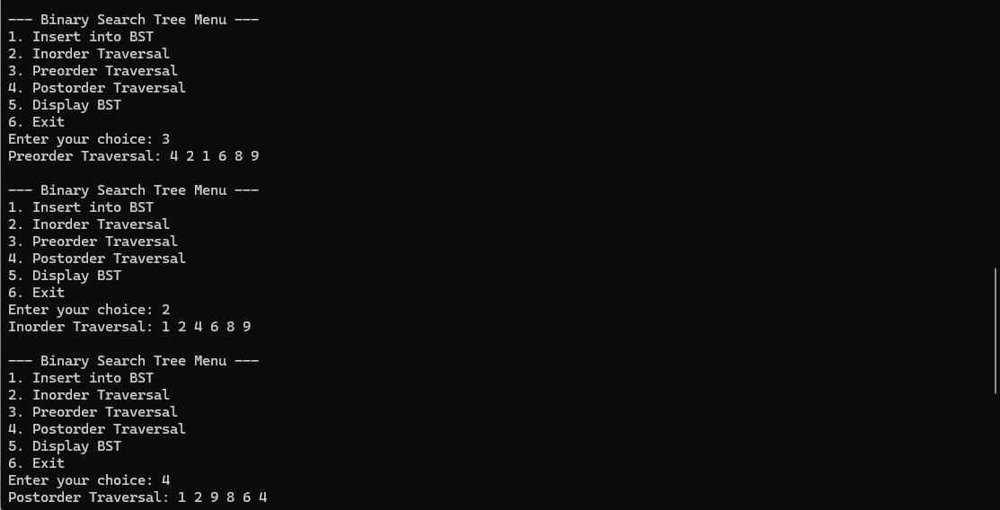 --- Binary Search Tree Menu ---
1. Insert into BST
2. Inorder Traversal
3. Preorder Traversal
4. Postorder Traversal
5. Display BST
6. Exit
Enter your choice: 3
Preorder Traversal: 4 2 1 6 8 9
--- Binary Search Tree Menu ---
1. Insert into BST
2. Inorder Traversal
3. Preorder Traversal
4. Postorder Traversal
5. Display BST
6. Exit
Enter your choice: 2
Inorder Traversal: 1 2 4 6 8 9
--- Binary Search Tree Menu ---
1. Insert into BST
2. Inorder Traversal
3. Preorder Traversal
4. Postorder Traversal
5. Display BST
6. Exit
Enter your choice: 4
Postorder Traversal: 1 2 9 8 6 4